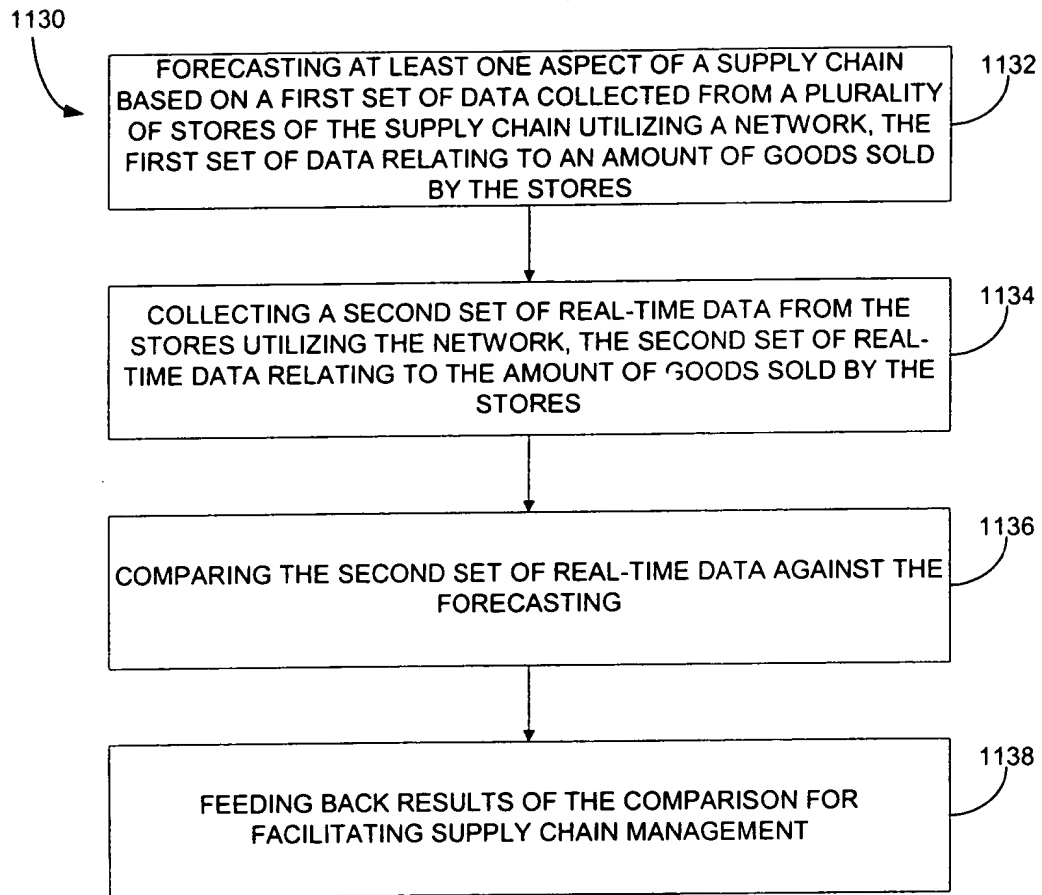 1130
FORECASTING AT LEAST ONE ASPECT OF A SUPPLY CHAIN
BASED ON A FIRST SET OF DATA COLLECTED FROM A PLURALITY
OF STORES OF THE SUPPLY CHAIN UTILIZING A NETWORK, THE
FIRST SET OF DATA RELATING TO AN AMOUNT OF GOODS SOLD
BY THE STORES
1132
COLLECTING A SECOND SET OF REAL-TIME DATA FROM THE
STORES UTILIZING THE NETWORK, THE SECOND SET OF REAL-
TIME DATA RELATING TO THE AMOUNT OF GOODS SOLD BY THE
STORES
1134
COMPARING THE SECOND SET OF REAL-TIME DATA AGAINST THE
FORECASTING
1136
FEEDING BACK RESULTS OF THE COMPARISON FOR
FACILITATING SUPPLY CHAIN MANAGEMENT
1138